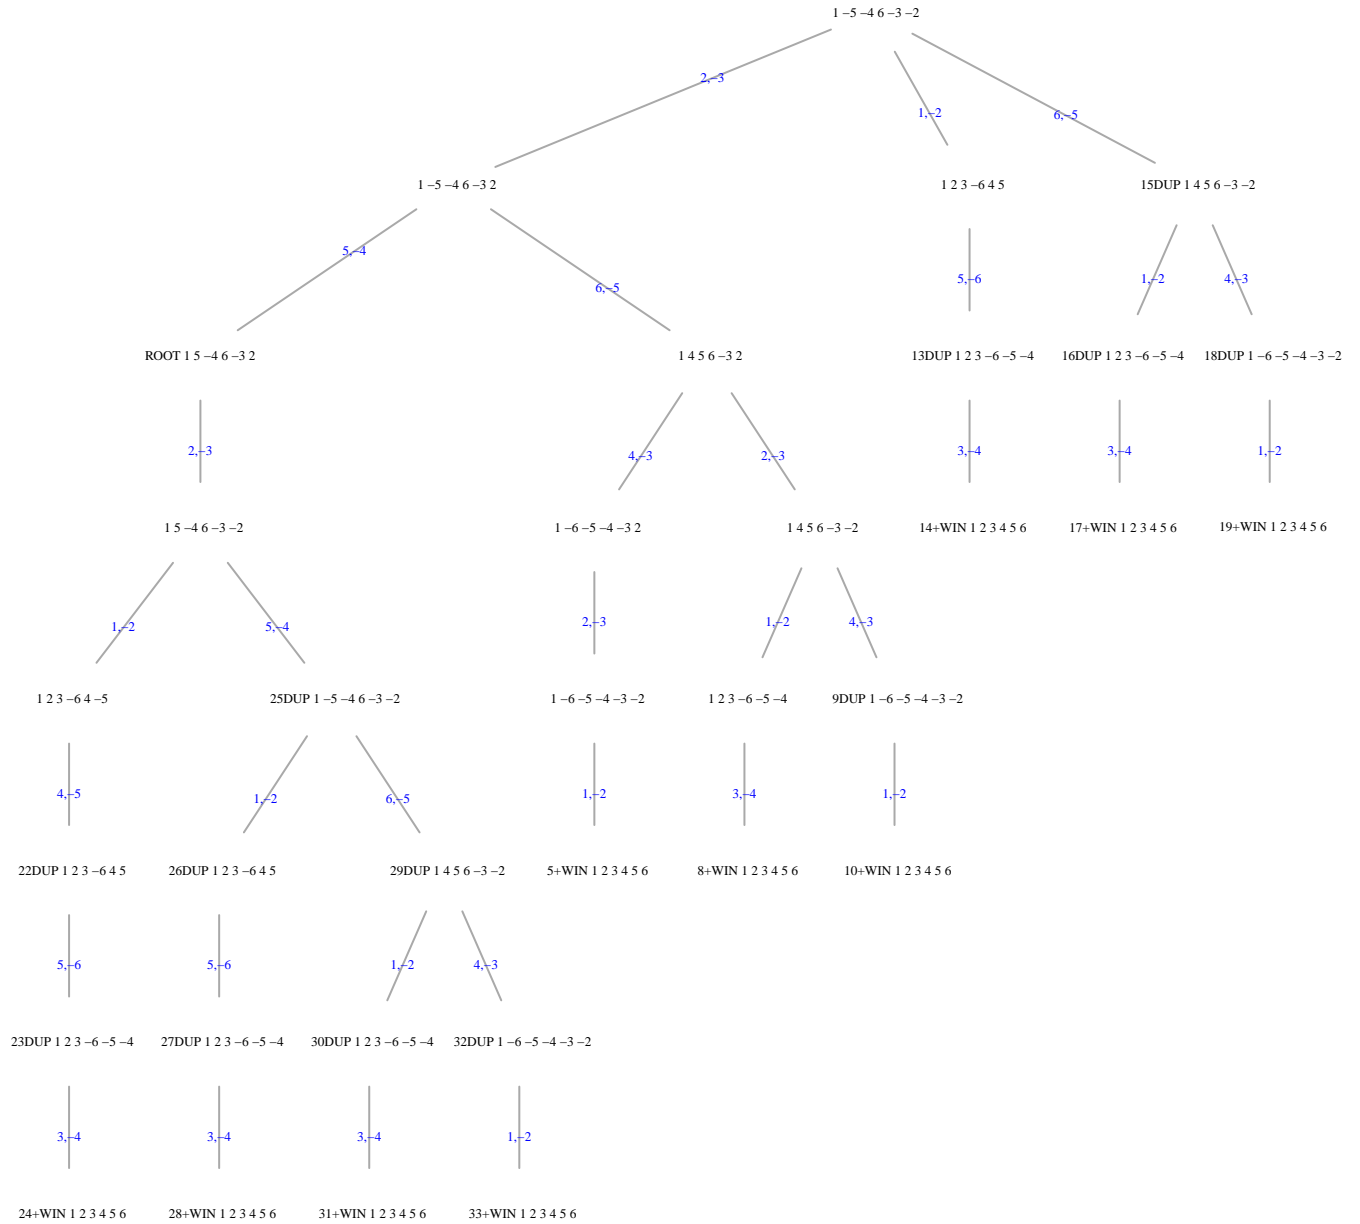 1 −5 −4 6 −3 −2
2,−3
1,−2
6,−5
1 −5 −4 6 −3 2
1 2 3 −6 4 5
15DUP 1 4 5 6 −3 −2
5,−4
6,−5
5,−6
1,−2
4,−3
ROOT 1 5 −4 6 −3 2
1 4 5 6 −3 2
13DUP 1 2 3 −6 −5 −4
16DUP 1 2 3 −6 −5 −4
18DUP 1 −6 −5 −4 −3 −2
2,−3
4,−3
2,−3
3,−4
3,−4
1,−2
1 5 −4 6 −3 −2
1 −6 −5 −4 −3 2
1 4 5 6 −3 −2
14+WIN 1 2 3 4 5 6
17+WIN 1 2 3 4 5 6
19+WIN 1 2 3 4 5 6
1,−2
5,−4
2,−3
1,−2
4,−3
1 2 3 −6 4 −5
25DUP 1 −5 −4 6 −3 −2
1 −6 −5 −4 −3 −2
1 2 3 −6 −5 −4
9DUP 1 −6 −5 −4 −3 −2
4,−5
1,−2
6,−5
1,−2
3,−4
1,−2
22DUP 1 2 3 −6 4 5
26DUP 1 2 3 −6 4 5
29DUP 1 4 5 6 −3 −2
5+WIN 1 2 3 4 5 6
8+WIN 1 2 3 4 5 6
10+WIN 1 2 3 4 5 6
5,−6
5,−6
1,−2
4,−3
23DUP 1 2 3 −6 −5 −4
27DUP 1 2 3 −6 −5 −4
30DUP 1 2 3 −6 −5 −4
32DUP 1 −6 −5 −4 −3 −2
3,−4
3,−4
3,−4
1,−2
24+WIN 1 2 3 4 5 6
28+WIN 1 2 3 4 5 6
31+WIN 1 2 3 4 5 6
33+WIN 1 2 3 4 5 6